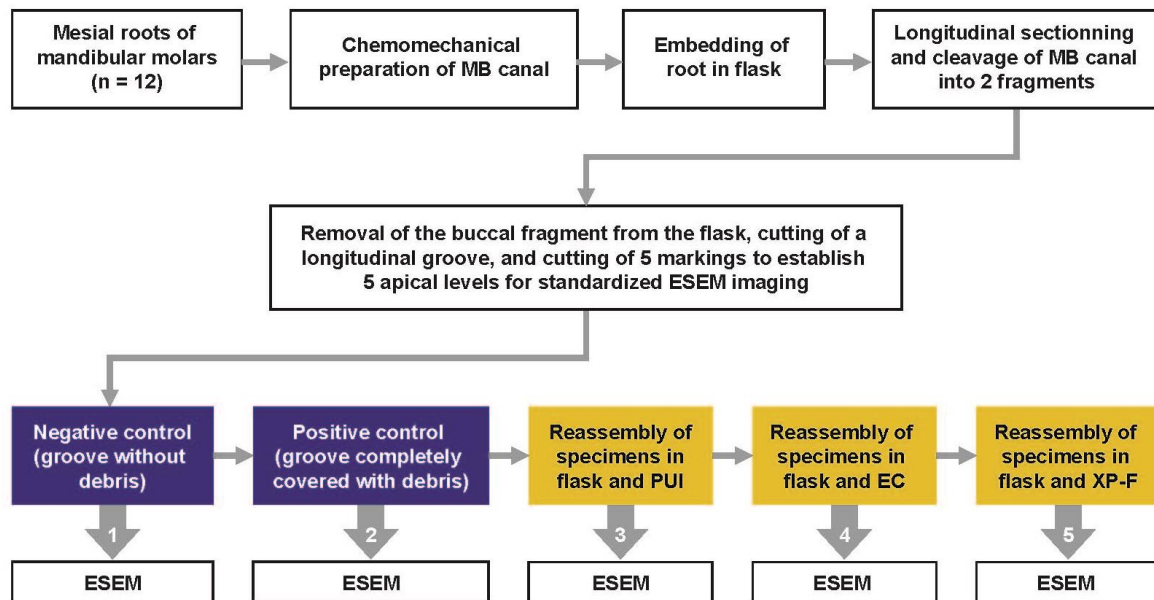 Mesial roots of
mandibular molars
(n = 12)
Chemomechanical
preparation of MB canal
Embedding of
root in flask
Longitudinal sectionning
and cleavage of MB canal
into 2 fragments
Removal of the buccal fragment from the flask, cutting of a
longitudinal groove, and cutting of 5 markings to establish
5 apical levels for standardized ESEM imaging
Negative control
(groove without
debris)
Positive control
(groove completely
covered with debris)
Reassembly of
specimens in
flask and PUI
Reassembly of
specimens in
flask and EC
Reassembly of
specimens in
flask and XP-F
1
2
3
4
5
ESEM
ESEM
ESEM
ESEM
ESEM